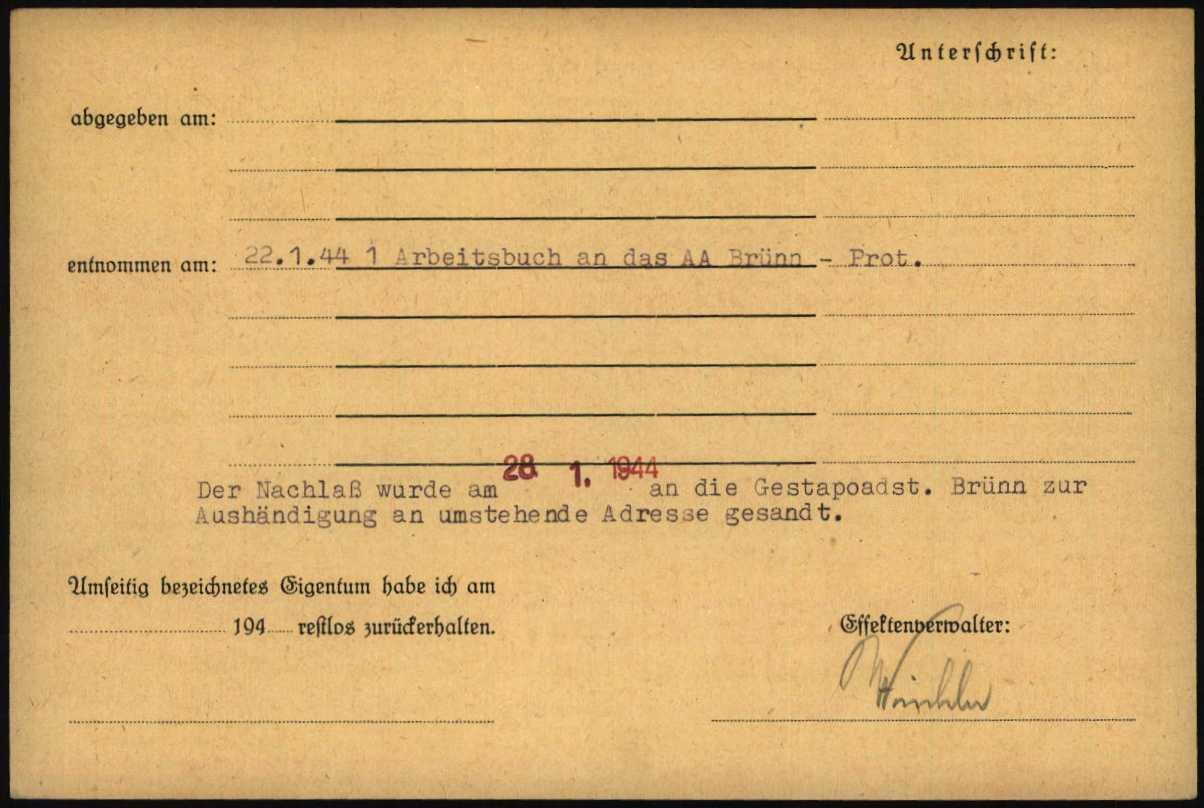 Unterschrift:
abgegeben am:
entnommen am: 22.1.44 1 Arbeitsbuch an das AA Brünn - Prot.
Der Nachlaß wurde am 28. 1. 1944 an die Gestapoadst. Brünn zur
Aushändigung an umstehende Adresse gesandt.
Umseitig bezeichnetes Eigentum habe ich am
194 restlos zurückerhalten.
Effektenverwalter:
Winkler